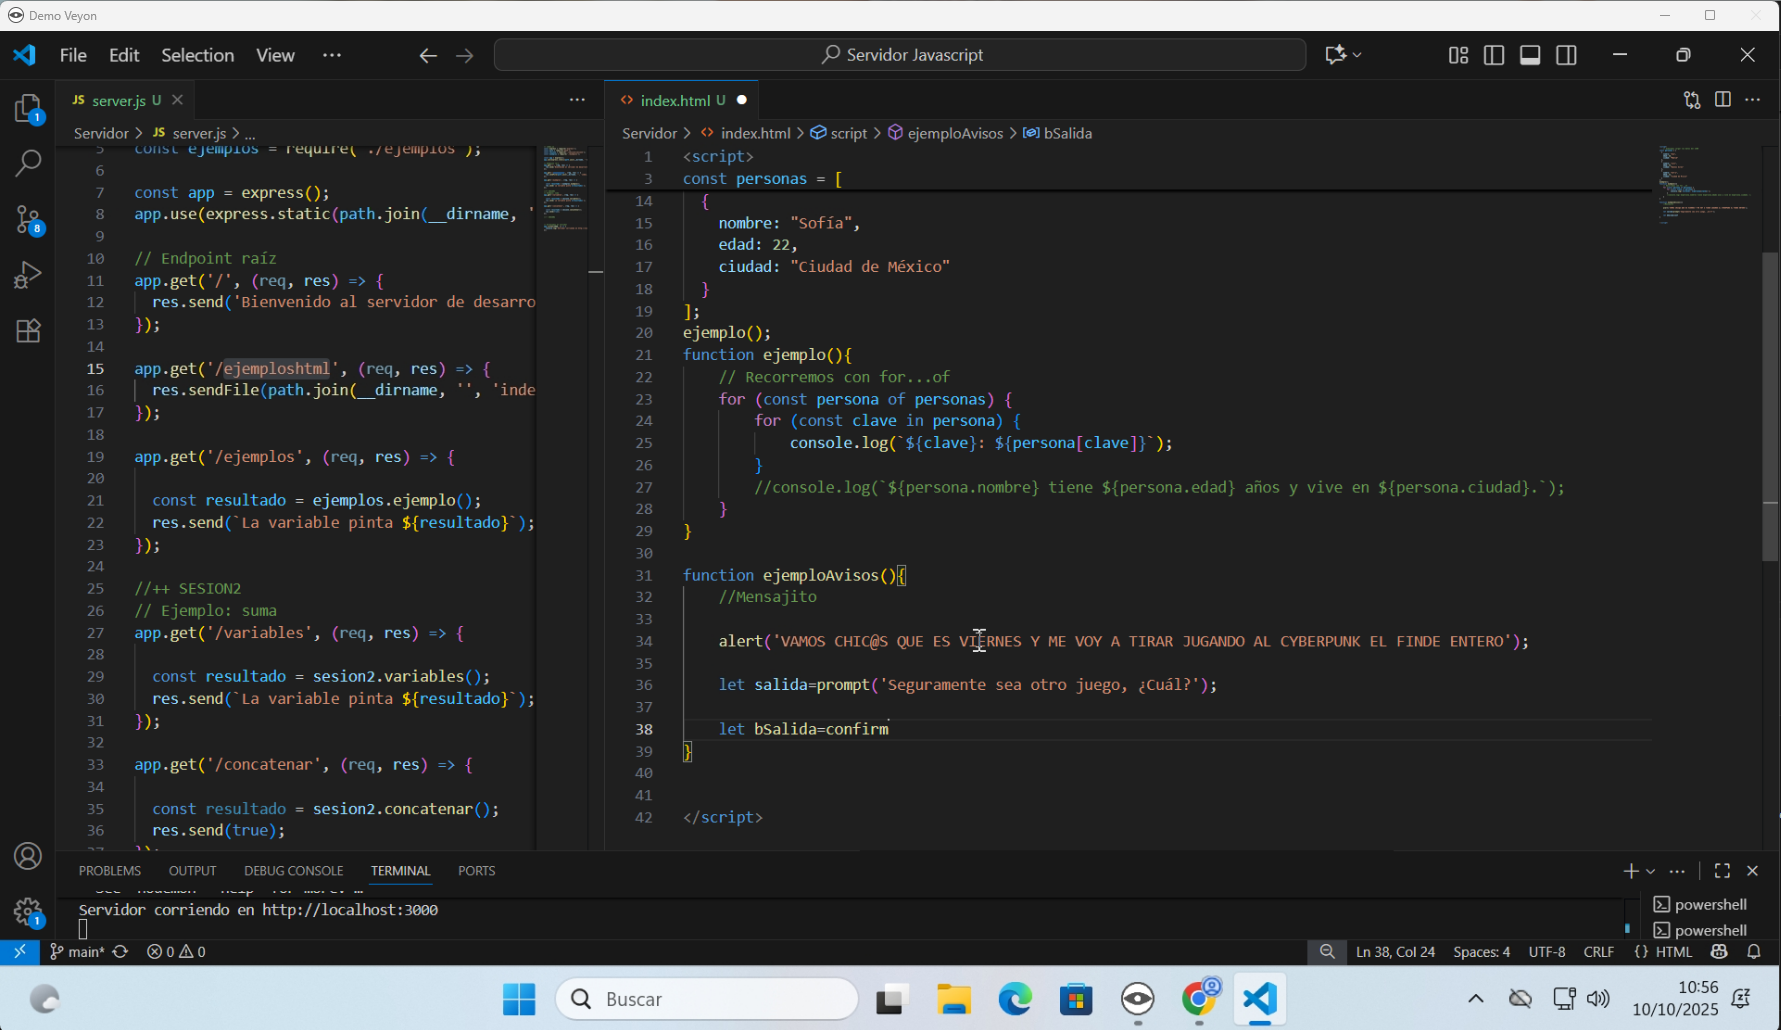 Demo Veyon
File Edit Selection View ··· Servidor Javascript
JS server.js U
Servidor > JS server.js > ...
5 const ejemplos = require('./ejemplos');
6
7 const app = express();
8 app.use(express.static(path.join(__dirname, '
9
10 // Endpoint raíz
11 app.get('/', (req, res) => {
12 res.send('Bienvenido al servidor de desarro
13 });
14
15 app.get('/ejemploshtml', (req, res) => {
16 res.sendFile(path.join(__dirname, '', 'inde
17 });
18
19 app.get('/ejemplos', (req, res) => {
20
21 const resultado = ejemplos.ejemplo();
22 res.send(`La variable pinta ${resultado}`);
23 });
24
25 //++ SESION2
26 // Ejemplo: suma
27 app.get('/variables', (req, res) => {
28
29 const resultado = sesion2.variables();
30 res.send(`La variable pinta ${resultado}`);
31 });
32
33 app.get('/concatenar', (req, res) => {
34
35 const resultado = sesion2.concatenar();
36 res.send(true);
index.html U
Servidor > index.html > script > ejemploAvisos > bSalida
1 <script>
3 const personas = [
14 {
15 nombre: "Sofía",
16 edad: 22,
17 ciudad: "Ciudad de México"
18 }
19 ];
20 ejemplo();
21 function ejemplo(){
22 // Recorremos con for...of
23 for (const persona of personas) {
24 for (const clave in persona) {
25 console.log(`${clave}: ${persona[clave]}`);
26 }
27 //console.log(`${persona.nombre} tiene ${persona.edad} años y vive en ${persona.ciudad}.`);
28 }
29 }
30
31 function ejemploAvisos(){
32 //Mensajito
33
34 alert('VAMOS CHIC@S QUE ES VIERNES Y ME VOY A TIRAR JUGANDO AL CYBERPUNK EL FINDE ENTERO');
35
36 let salida=prompt('Seguramente sea otro juego, ¿Cuál?');
37
38 let bSalida=confirm
39 }
40
41
42 </script>
PROBLEMS OUTPUT DEBUG CONSOLE TERMINAL PORTS
Servidor corriendo en http://localhost:3000
powershell
powershell
main* 0 0 Ln 38, Col 24 Spaces: 4 UTF-8 CRLF {} HTML
1
8
1
Buscar
10:56
10/10/2025